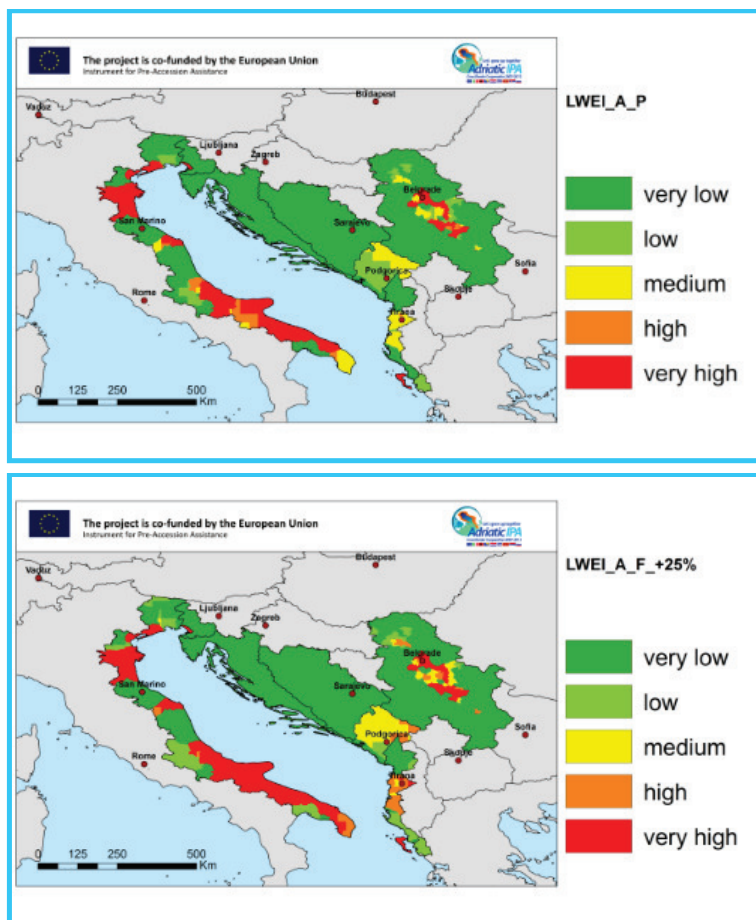 The project is co-funded by the European Union
Instrument for Pre-Accession Assistance
Adriatic IPA
LWEI_A_P
Vaduz
Budapest
Ljubljana
Zagreb
Belgrade
San Marino
Sarajevo
Sofia
Podgorica
Skopje
Rome
Tirana
0 125 250 500
Km
very low
low
medium
high
very high
The project is co-funded by the European Union
Instrument for Pre-Accession Assistance
Adriatic IPA
LWEI_A_F_+25%
Vaduz
Budapest
Ljubljana
Zagreb
Belgrade
San Marino
Sarajevo
Sofia
Podgorica
Skopje
Rome
Tirana
0 125 250 500
Km
very low
low
medium
high
very high